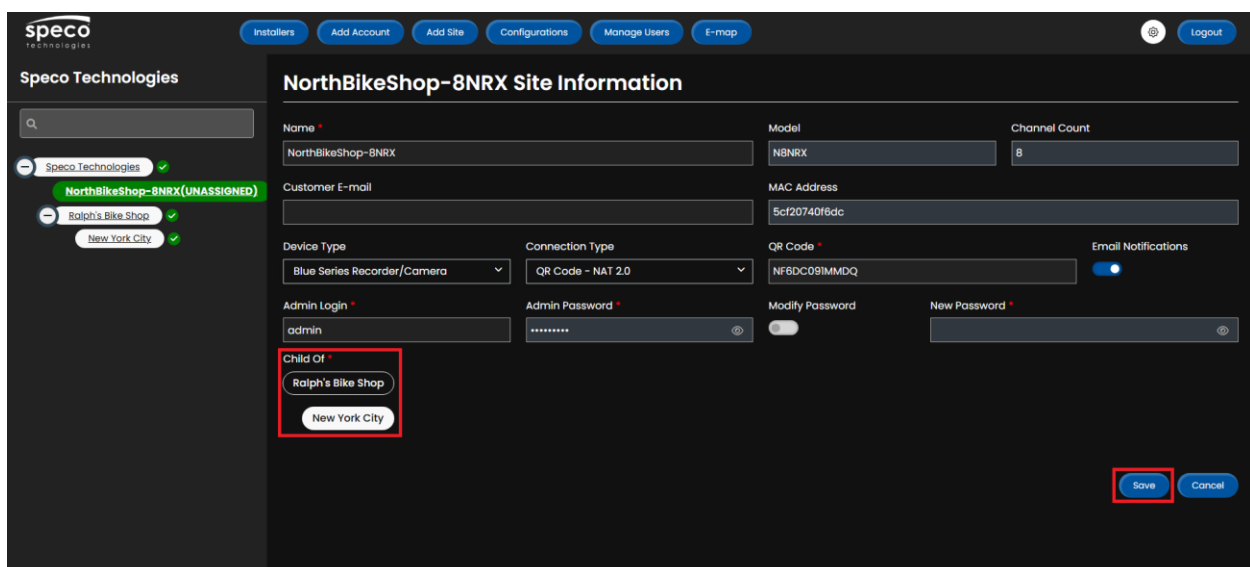 speco
technologies
Installers
Add Account
Add Site
Configurations
Manage Users
E-map
Logout
Speco Technologies
Speco Technologies
NorthBikeShop-8NRX(UNASSIGNED)
Ralph's Bike Shop
New York City
NorthBikeShop-8NRX Site Information
Name *
Model
Channel Count
NorthBikeShop-8NRX
N8NRX
8
Customer E-mail
MAC Address
5cf20740f6dc
Device Type
Connection Type
QR Code *
Email Notifications
Blue Series Recorder/Camera
QR Code - NAT 2.0
NF6DC091MMDQ
Admin Login *
Admin Password *
Modify Password
New Password *
admin
•••••••••
Child Of *
Ralph's Bike Shop
New York City
Save
Cancel